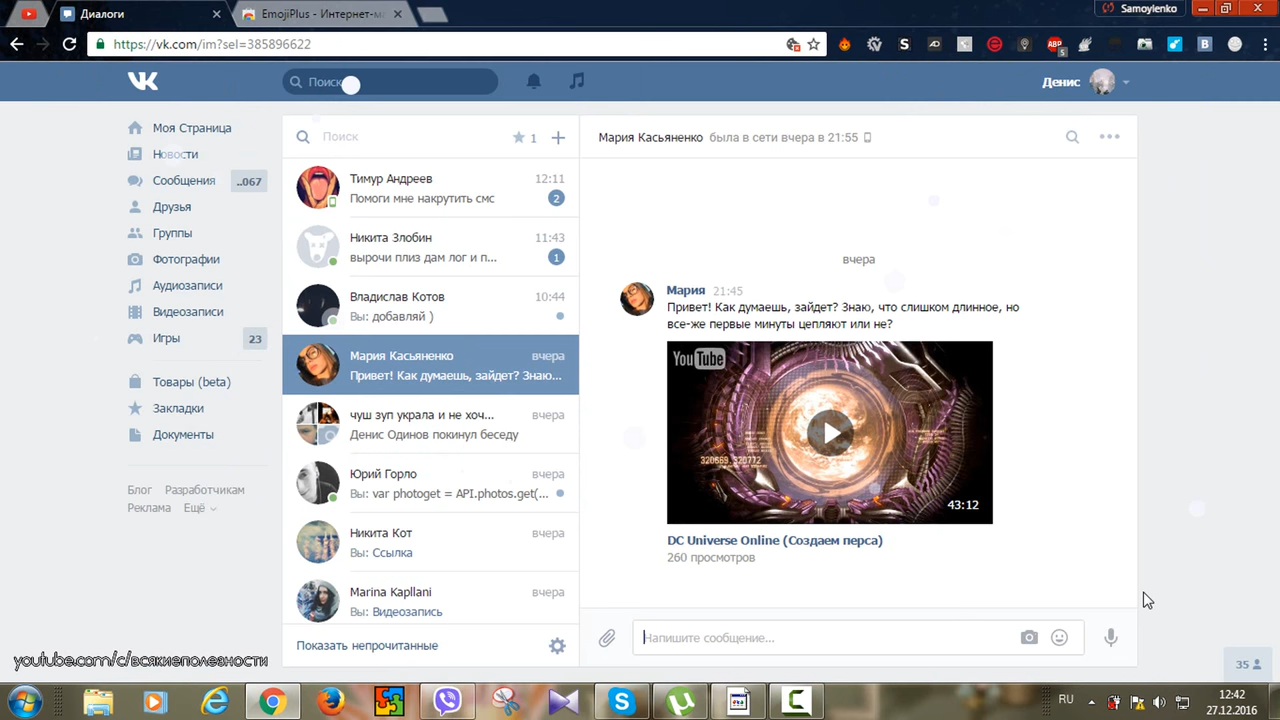 Диалоги
EmojiPlus - Интернет-м
Samoylenko
https://vk.com/im?sel=385896622
ABP
5
Поиск
Денис
Моя Страница
Новости
Сообщения
..067
Друзья
Группы
Фотографии
Аудиозаписи
Видеозаписи
Игры
23
Товары (beta)
Закладки
Документы
Блог Разработчикам
Реклама Ещё
Поиск
1
Тимур Андреев 12:11
Помоги мне накрутить смс 2
Никита Злобин 11:43
вырочи плиз дам лог и п... 1
Владислав Котов 10:44
Вы: добавляй )
Мария Касьяненко вчера
Привет! Как думаешь, зайдет? Знаю...
чуш зуп украла и не хоч... вчера
Денис Одинов покинул беседу
Юрий Горло вчера
Вы: var photoget = API.photos.get(...
Никита Кот вчера
Вы: Ссылка
Marina Kapllani вчера
Вы: Видеозапись
Показать непрочитанные
Мария Касьяненко была в сети вчера в 21:55
вчера
Мария 21:45
Привет! Как думаешь, зайдет? Знаю, что слишком длинное, но
все-же первые минуты цепляют или не?
YouTube
320869.320772
43:12
DC Universe Online (Создаем перса)
260 просмотров
Напишите сообщение...
35
youtube.com/c/всякиеполезности
RU
12:42
27.12.2016